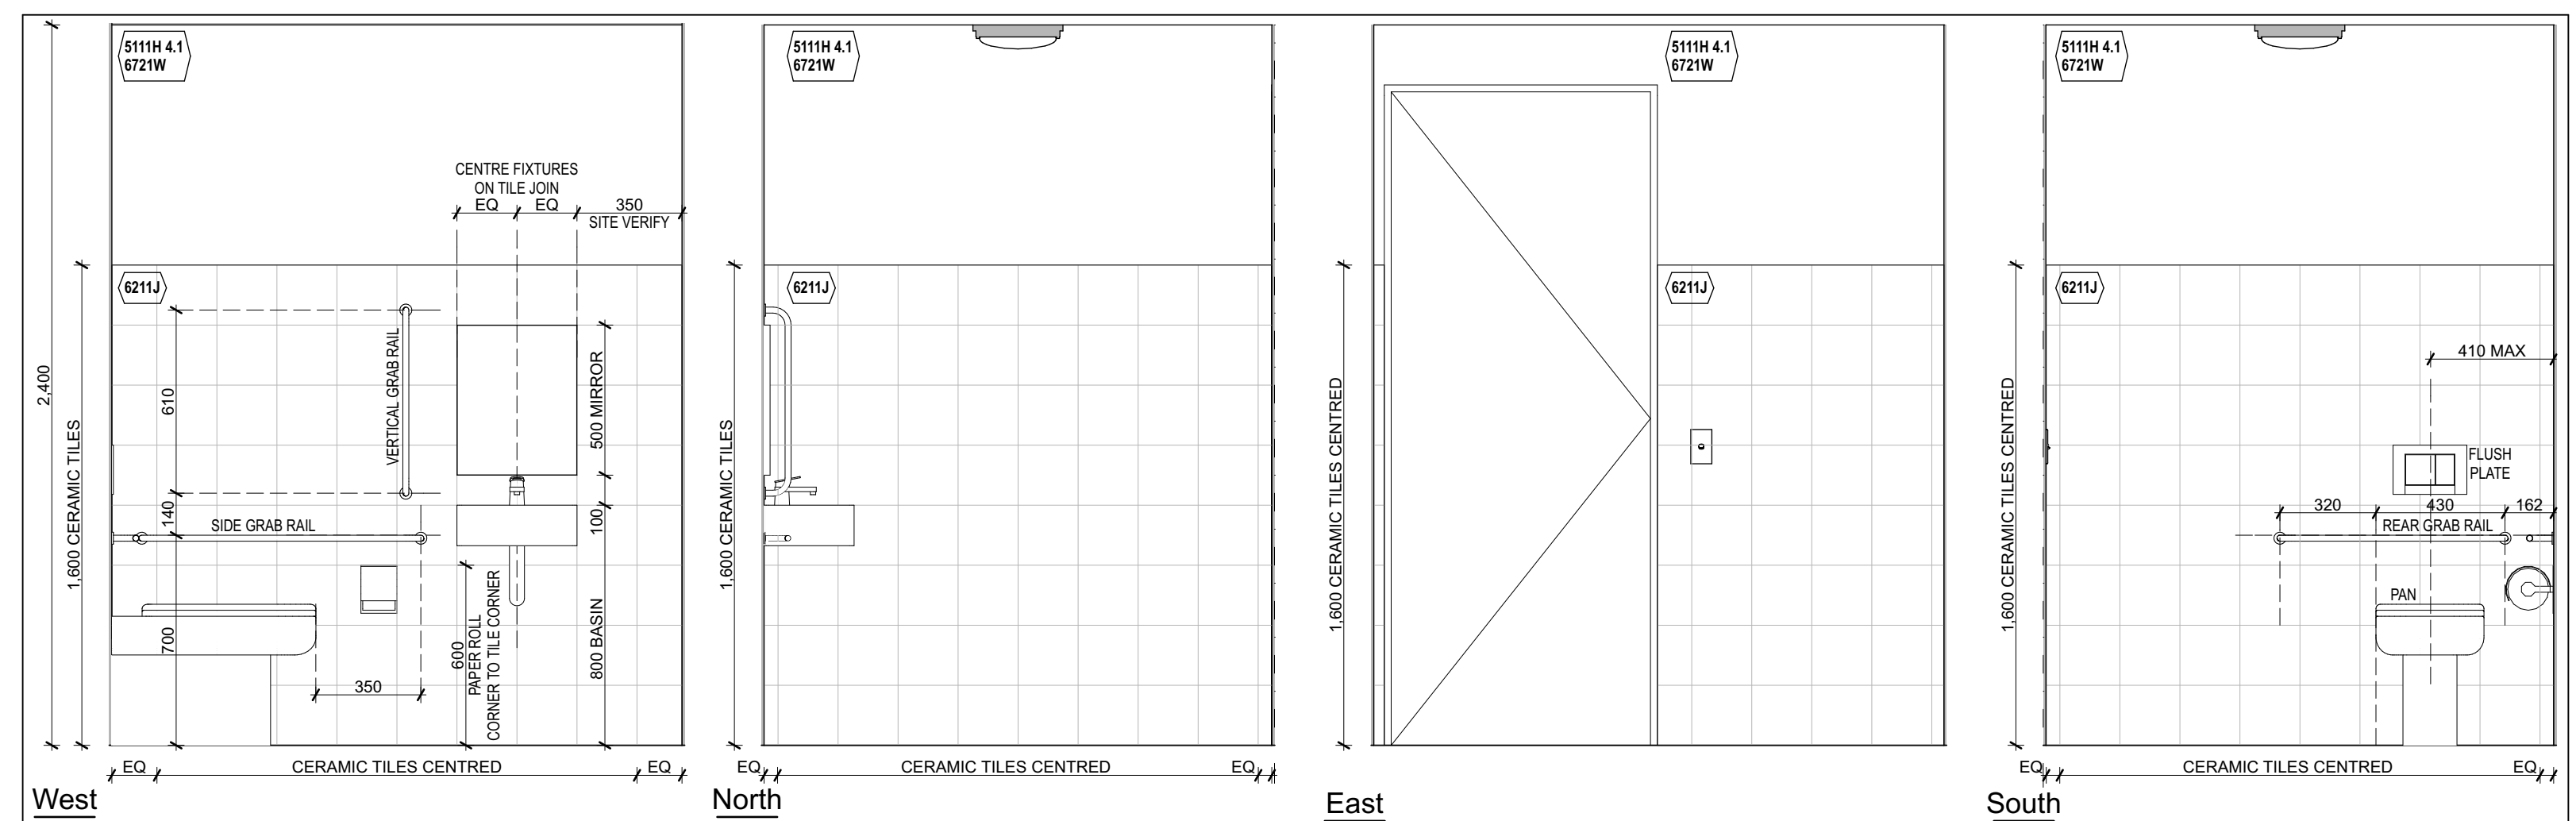 5111H 4.1
6721W
2,400
CENTRE FIXTURES
ON TILE JOIN
EQ EQ 350
SITE VERIFY
6211J
1,600 CERAMIC TILES
610
VERTICAL GRAB RAIL
500 MIRROR
140
SIDE GRAB RAIL
100
700
350
600
PAPER ROLL
CORNER TO TILE CORNER
800 BASIN
EQ CERAMIC TILES CENTRED EQ
West
5111H 4.1
6721W
6211J
1,600 CERAMIC TILES
EQ CERAMIC TILES CENTRED EQ
North
5111H 4.1
6721W
6211J
1,600 CERAMIC TILES CENTRED
East
5111H 4.1
6721W
6211J
1,600 CERAMIC TILES CENTRED
410 MAX
FLUSH
PLATE
320 430 162
REAR GRAB RAIL
PAN
EQ CERAMIC TILES CENTRED EQ
South